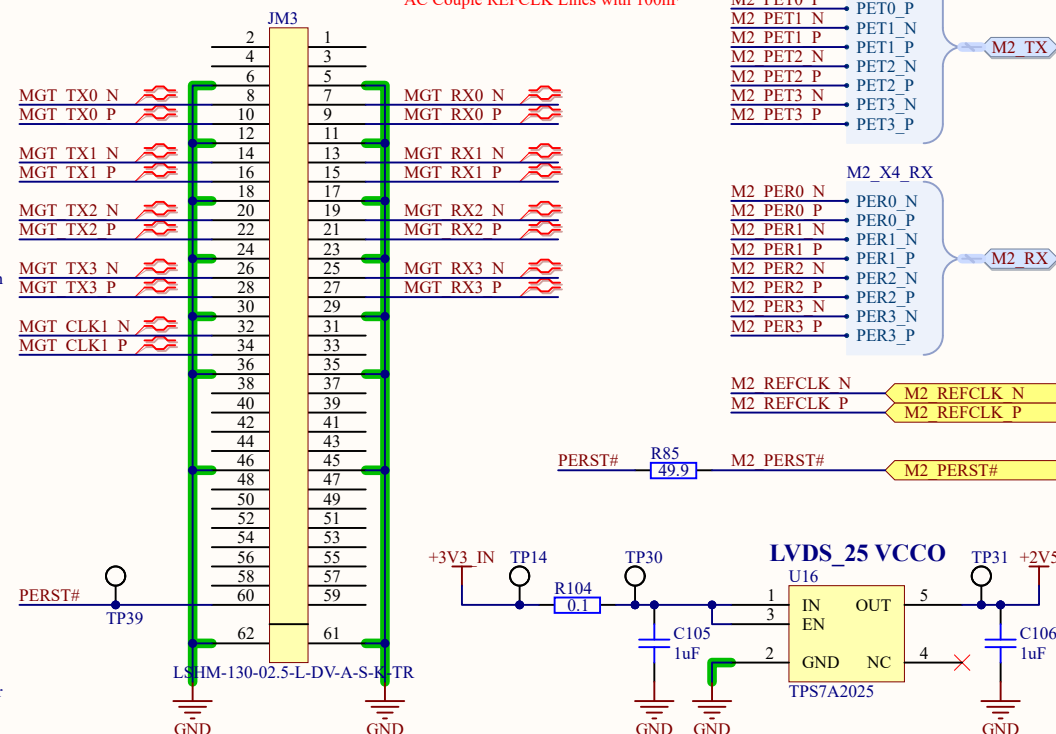 AC Couple REFCLK Lines with 100n
JM3
2 1
4 3
6 5
MGT_TX0_N 8 7 MGT_RX0_N
MGT_TX0_P 10 9 MGT_RX0_P
12 11
MGT_TX1_N 14 13 MGT_RX1_N
MGT_TX1_P 16 15 MGT_RX1_P
18 17
MGT_TX2_N 20 19 MGT_RX2_N
MGT_TX2_P 22 21 MGT_RX2_P
24 23
MGT_TX3_N 26 25 MGT_RX3_N
MGT_TX3_P 28 27 MGT_RX3_P
30 29
MGT_CLK1_N 32 31
MGT_CLK1_P 34 33
36 35
38 37
40 39
42 41
44 43
46 45
48 47
50 49
52 51
54 53
56 55
58 57
PERST# 60 59
TP39
62 61
LSHM-130-02.5-L-DV-A-S-K-TR
GND GND
M2_PET0_P PET0_P
M2_PET1_N PET1_N
M2_PET1_P PET1_P
M2_PET2_N PET2_N
M2_PET2_P PET2_P
M2_PET3_N PET3_N
M2_PET3_P PET3_P
M2_TX
M2_X4_RX
M2_PER0_N PER0_N
M2_PER0_P PER0_P
M2_PER1_N PER1_N
M2_PER1_P PER1_P
M2_PER2_N PER2_N
M2_PER2_P PER2_P
M2_PER3_N PER3_N
M2_PER3_P PER3_P
M2_RX
M2_REFCLK_N M2_REFCLK_N
M2_REFCLK_P M2_REFCLK_P
PERST# R85 49.9 M2_PERST# M2_PERST#
LVDS_25 VCCO
+3V3_IN TP14 TP30 TP31 +2V5
U16
R104
0.1
1 IN OUT 5
3 EN
C105
1uF
2 GND NC 4
C106
1uF
TPS7A2025
GND GND GND